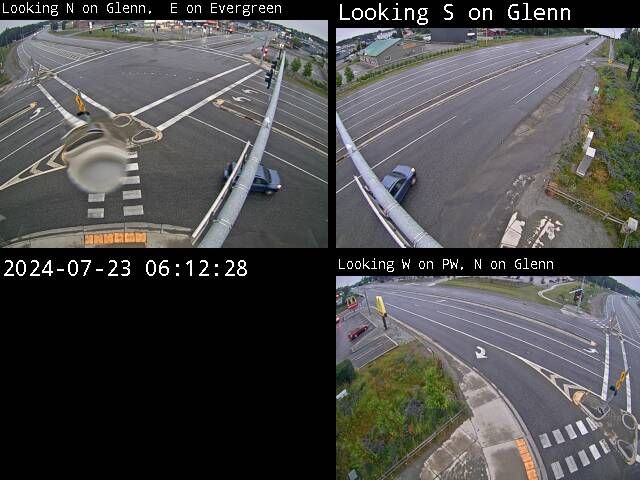 Looking N on Glenn, E on Evergreen
Looking S on Glenn
2024-07-23 06:12:28
Looking W on PW, N on Glenn